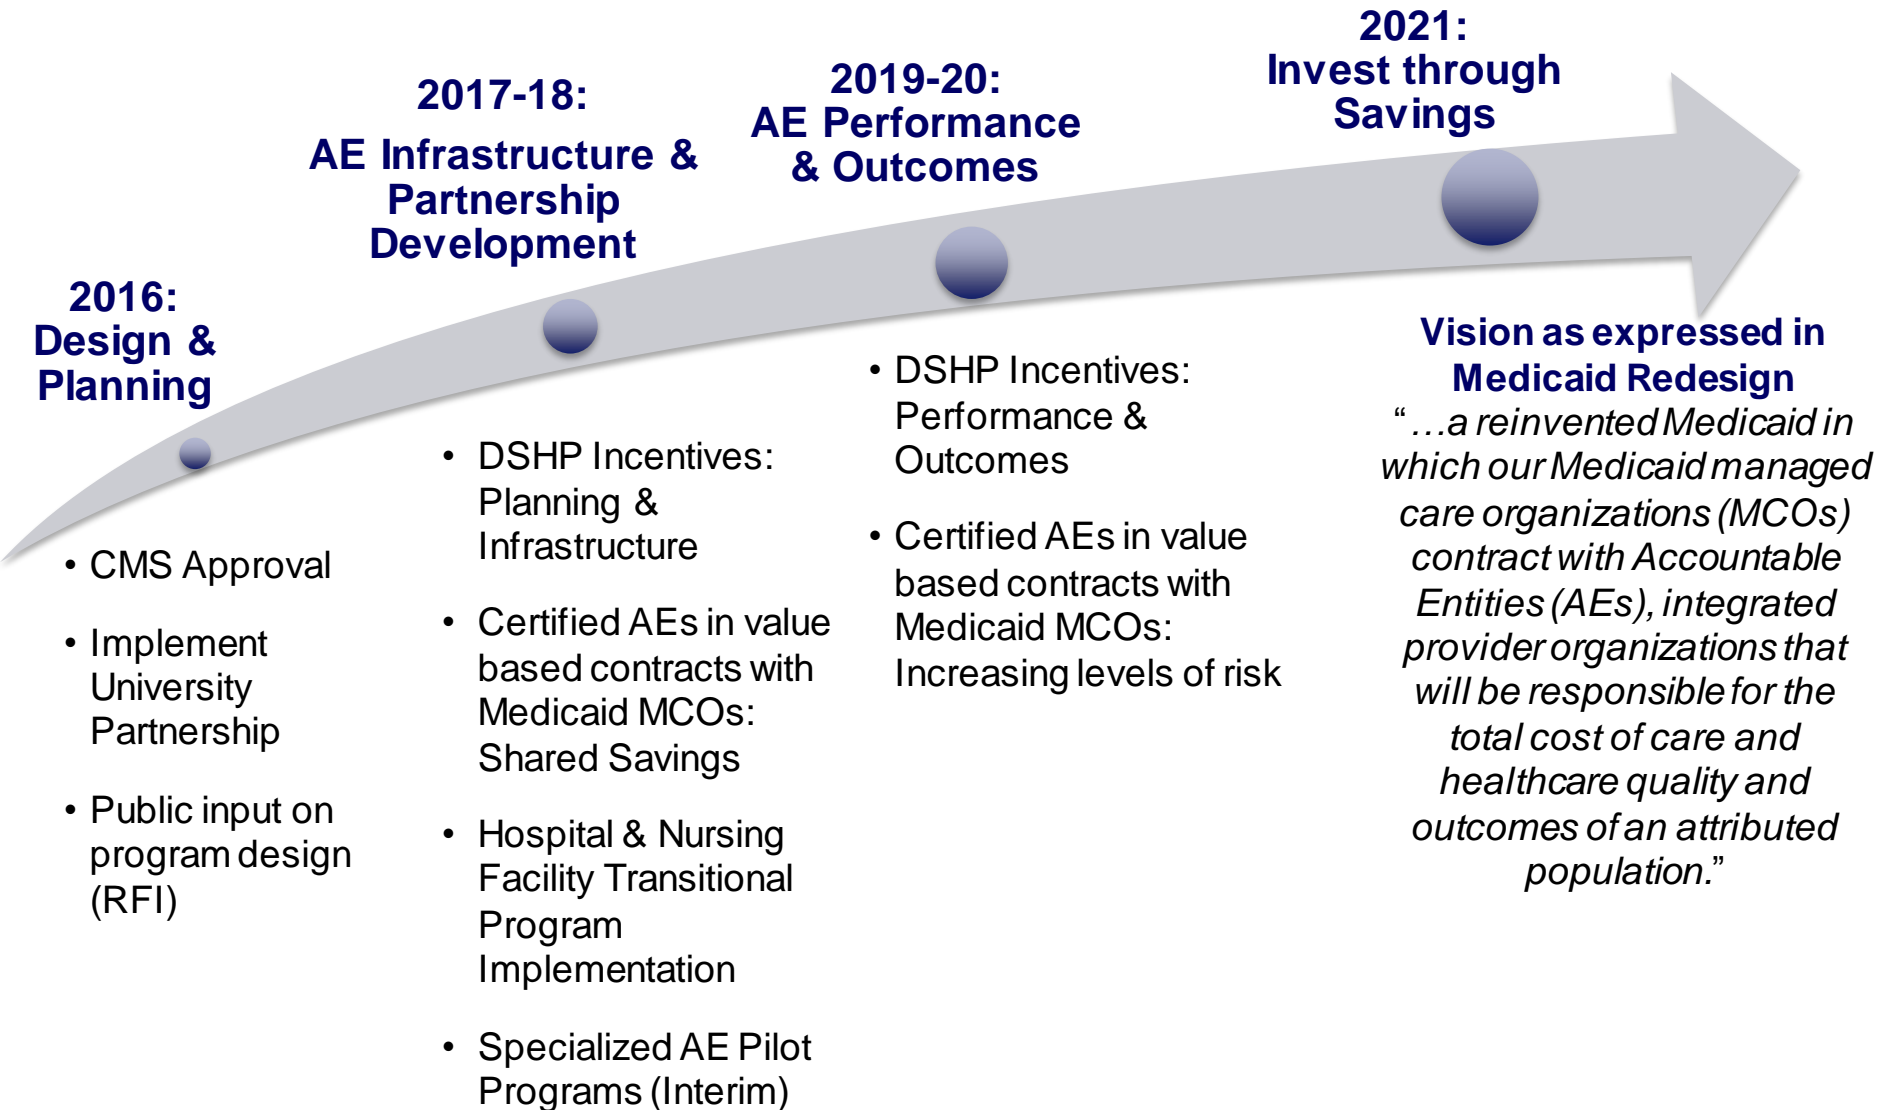 2016:
Design &
Planning
• CMS Approval
• Implement
University
Partnership
• Public input on
program design
(RFI)
2017-18:
AE Infrastructure &
Partnership
Development
• DSHP Incentives:
Planning &
Infrastructure
• Certified AEs in value
based contracts with
Medicaid MCOs:
Shared Savings
• Hospital & Nursing
Facility Transitional
Program
Implementation
• Specialized AE Pilot
Programs (Interim)
2019-20:
AE Performance
& Outcomes
• DSHP Incentives:
Performance &
Outcomes
• Certified AEs in value
based contracts with
Medicaid MCOs:
Increasing levels of risk
2021:
Invest through
Savings
Vision as expressed in
Medicaid Redesign
“…a reinvented Medicaid in
which our Medicaid managed
care organizations (MCOs)
contract with Accountable
Entities (AEs), integrated
provider organizations that
will be responsible for the
total cost of care and
healthcare quality and
outcomes of an attributed
population.”